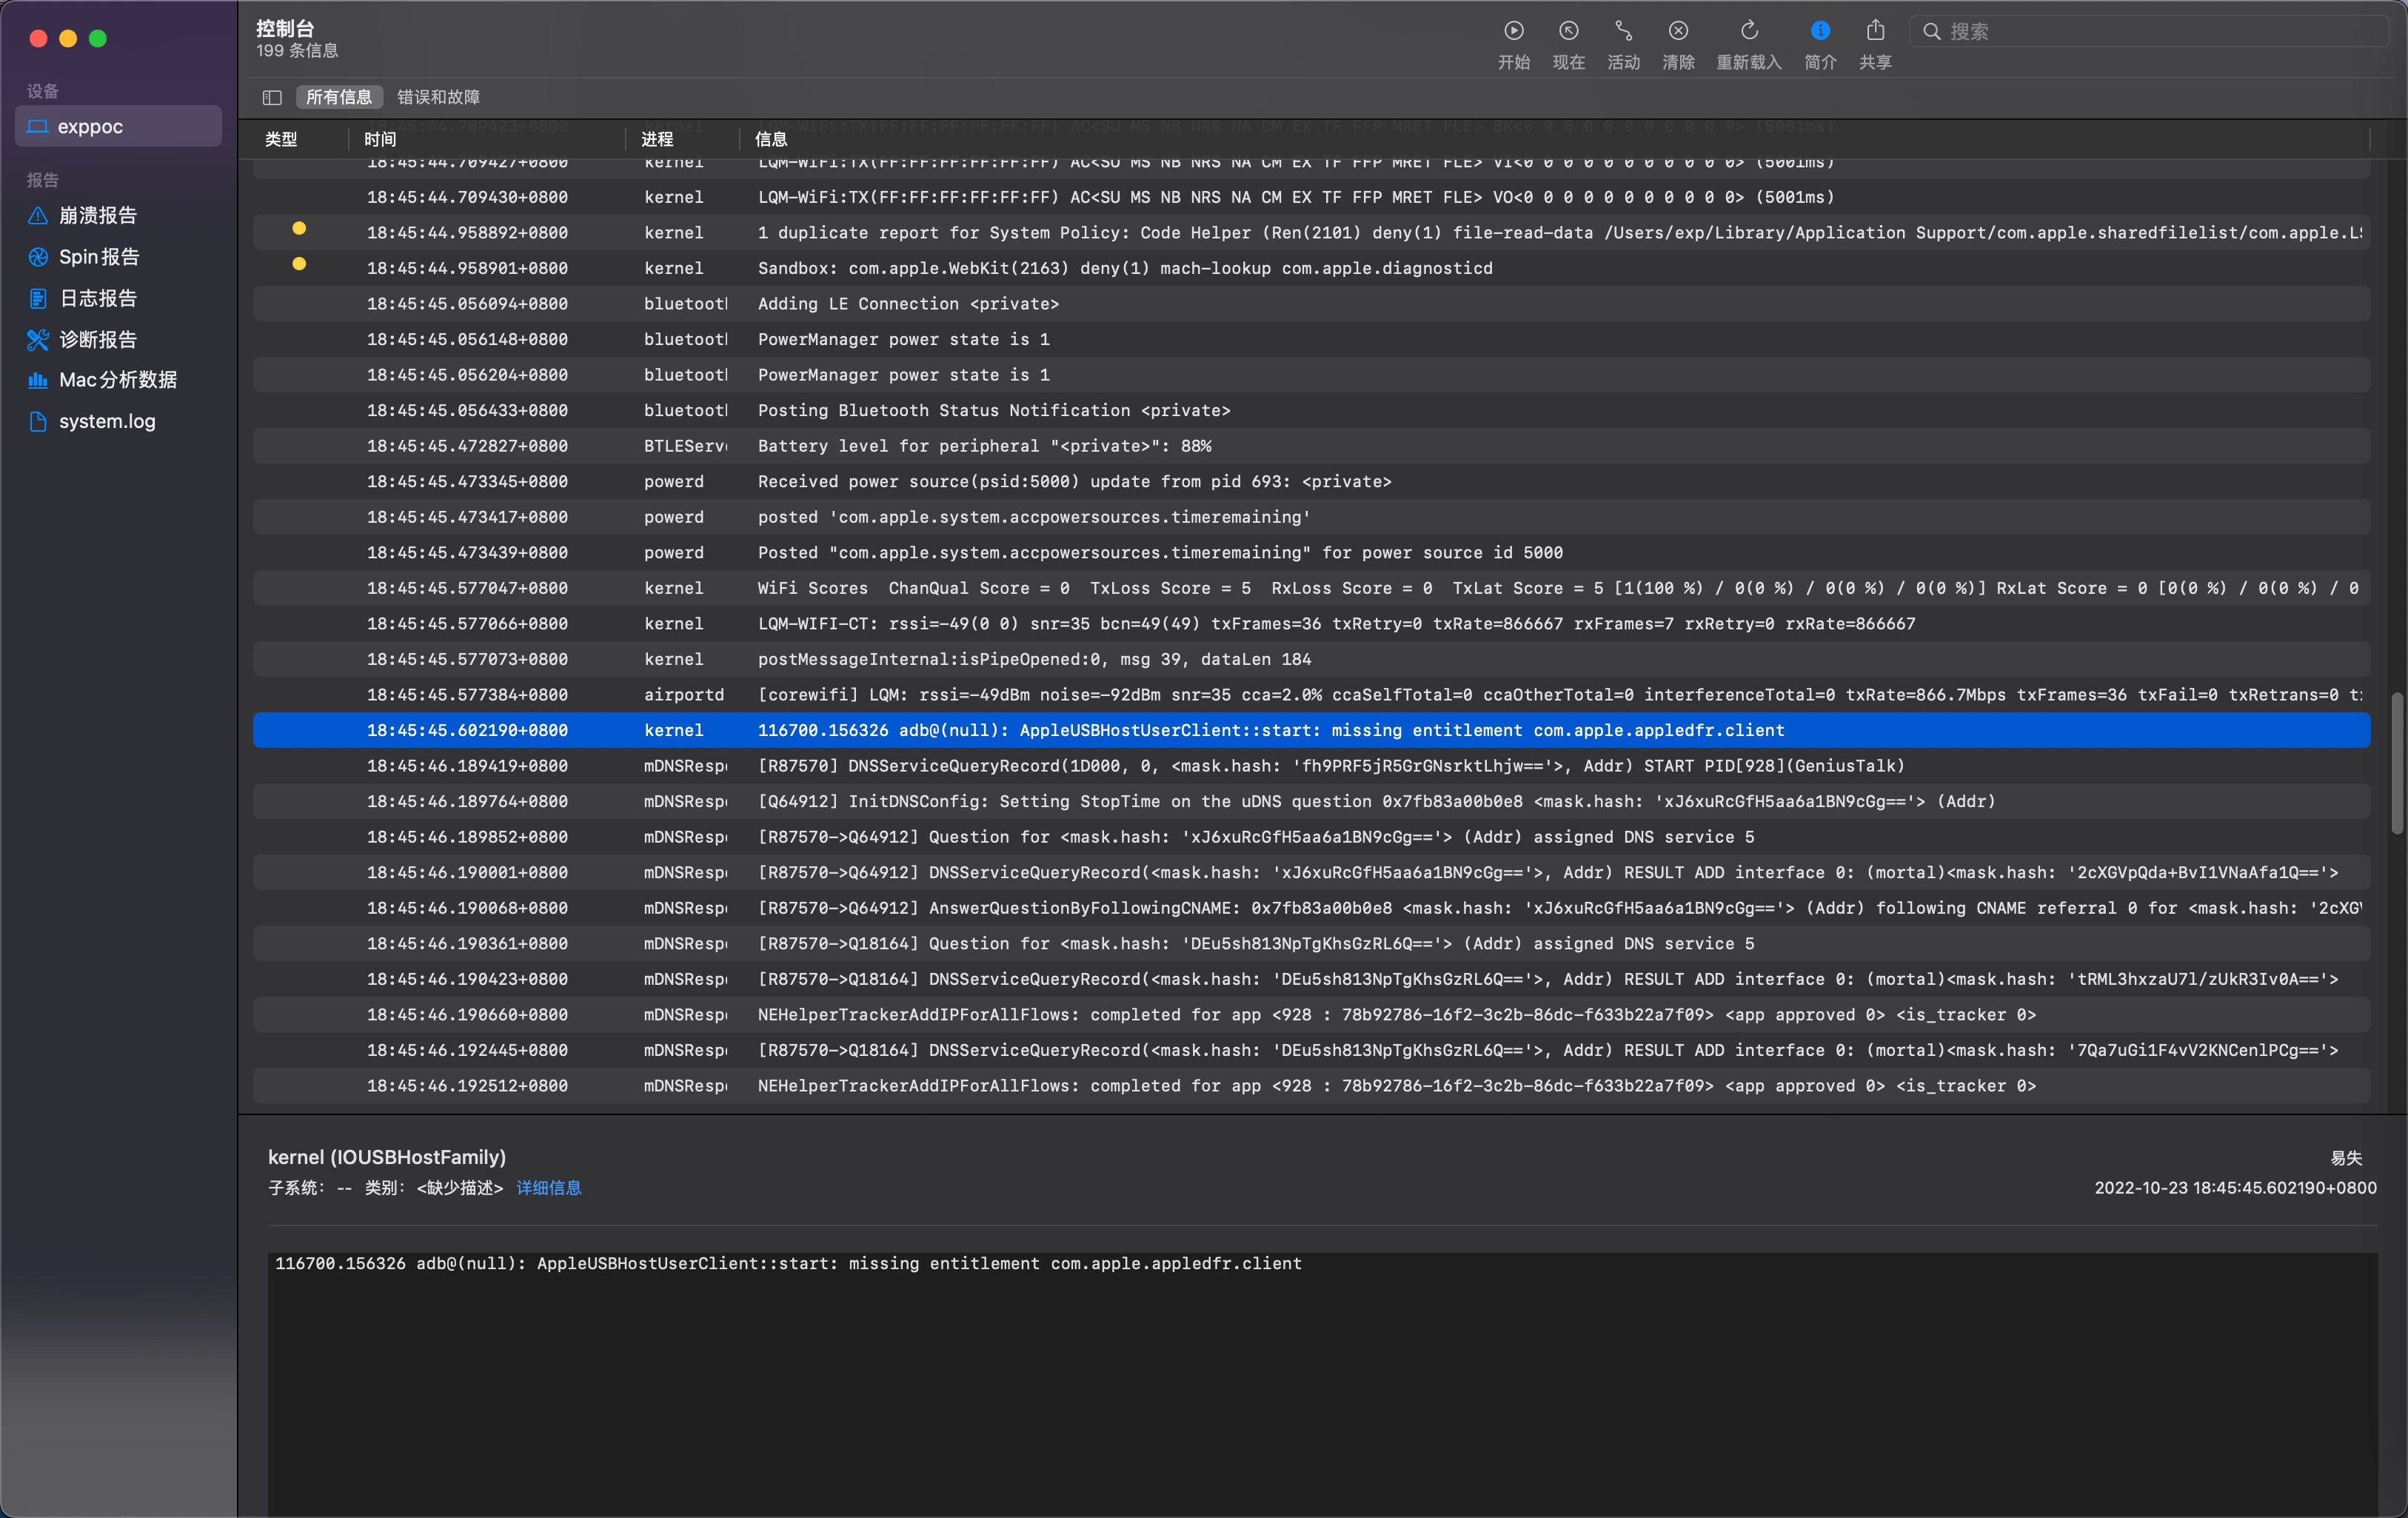 控制台
199 条信息
开始
现在
活动
清除
重新载入
简介
共享
搜索
设备
exppoc
报告
崩溃报告
Spin 报告
日志报告
诊断报告
Mac 分析数据
system.log
所有信息 错误和故障
类型 时间 进程 信息
18:45:44.709427+0800 kernel LQM-WiFi:TX(FF:FF:FF:FF:FF:FF) AC<SU MS NB NRS NA CM EX TF FFP MRET FLE> VI<0 0 0 0 0 0 0 0 0 0 0> (5001ms)
18:45:44.709430+0800 kernel LQM-WiFi:TX(FF:FF:FF:FF:FF:FF) AC<SU MS NB NRS NA CM EX TF FFP MRET FLE> VO<0 0 0 0 0 0 0 0 0 0 0> (5001ms)
18:45:44.958892+0800 kernel 1 duplicate report for System Policy: Code Helper (Ren(2101) deny(1) file-read-data /Users/exp/Library/Application Support/com.apple.sharedfilelist/com.apple.LS
18:45:44.958901+0800 kernel Sandbox: com.apple.WebKit(2163) deny(1) mach-lookup com.apple.diagnosticd
18:45:45.056094+0800 bluetoot Adding LE Connection <private>
18:45:45.056148+0800 bluetoot PowerManager power state is 1
18:45:45.056204+0800 bluetoot PowerManager power state is 1
18:45:45.056433+0800 bluetoot Posting Bluetooth Status Notification <private>
18:45:45.472827+0800 BTLEServ Battery level for peripheral "<private>": 88%
18:45:45.473345+0800 powerd Received power source(psid:5000) update from pid 693: <private>
18:45:45.473417+0800 powerd posted 'com.apple.system.accpowersources.timeremaining'
18:45:45.473439+0800 powerd Posted "com.apple.system.accpowersources.timeremaining" for power source id 5000
18:45:45.577047+0800 kernel WiFi Scores ChanQual Score = 0 TxLoss Score = 5 RxLoss Score = 0 TxLat Score = 5 [1(100 %) / 0(0 %) / 0(0 %) / 0(0 %)] RxLat Score = 0 [0(0 %) / 0(0 %) / 0
18:45:45.577066+0800 kernel LQM-WIFI-CT: rssi=-49(0 0) snr=35 bcn=49(49) txFrames=36 txRetry=0 txRate=866667 rxFrames=7 rxRetry=0 rxRate=866667
18:45:45.577073+0800 kernel postMessageInternal:isPipeOpened:0, msg 39, dataLen 184
18:45:45.577384+0800 airportd [corewifi] LQM: rssi=-49dBm noise=-92dBm snr=35 cca=2.0% ccaSelfTotal=0 ccaOtherTotal=0 interferenceTotal=0 txRate=866.7Mbps txFrames=36 txFail=0 txRetrans=0
18:45:45.602190+0800 kernel 116700.156326 adb@(null): AppleUSBHostUserClient::start: missing entitlement com.apple.appledfr.client
18:45:46.189419+0800 mDNSResp [R87570] DNSServiceQueryRecord(1D000, 0, <mask.hash: 'fh9PRF5jR5GrGNsrktLhjw=='>, Addr) START PID[928](GeniusTalk)
18:45:46.189764+0800 mDNSResp [Q64912] InitDNSConfig: Setting StopTime on the uDNS question 0x7fb83a00b0e8 <mask.hash: 'xJ6xuRcGfH5aa6a1BN9cGg=='> (Addr)
18:45:46.189852+0800 mDNSResp [R87570->Q64912] Question for <mask.hash: 'xJ6xuRcGfH5aa6a1BN9cGg=='> (Addr) assigned DNS service 5
18:45:46.190001+0800 mDNSResp [R87570->Q64912] DNSServiceQueryRecord(<mask.hash: 'xJ6xuRcGfH5aa6a1BN9cGg=='>, Addr) RESULT ADD interface 0: (mortal)<mask.hash: '2cXGVpQda+BvI1VNaAfa1Q=='>
18:45:46.190068+0800 mDNSResp [R87570->Q64912] AnswerQuestionByFollowingCNAME: 0x7fb83a00b0e8 <mask.hash: 'xJ6xuRcGfH5aa6a1BN9cGg=='> (Addr) following CNAME referral 0 for <mask.hash: '2cXG
18:45:46.190361+0800 mDNSResp [R87570->Q18164] Question for <mask.hash: 'DEu5sh813NpTgKhsGzRL6Q=='> (Addr) assigned DNS service 5
18:45:46.190423+0800 mDNSResp [R87570->Q18164] DNSServiceQueryRecord(<mask.hash: 'DEu5sh813NpTgKhsGzRL6Q=='>, Addr) RESULT ADD interface 0: (mortal)<mask.hash: 'tRML3hxzaU7l/zUkR3Iv0A=='>
18:45:46.190660+0800 mDNSResp NEHelperTrackerAddIPForAllFlows: completed for app <928 : 78b92786-16f2-3c2b-86dc-f633b22a7f09> <app approved 0> <is_tracker 0>
18:45:46.192445+0800 mDNSResp [R87570->Q18164] DNSServiceQueryRecord(<mask.hash: 'DEu5sh813NpTgKhsGzRL6Q=='>, Addr) RESULT ADD interface 0: (mortal)<mask.hash: '7Qa7uGi1F4vV2KNCenlPCg=='>
18:45:46.192512+0800 mDNSResp NEHelperTrackerAddIPForAllFlows: completed for app <928 : 78b92786-16f2-3c2b-86dc-f633b22a7f09> <app approved 0> <is_tracker 0>
kernel (IOUSBHostFamily) 易失
子系统： -- 类别： <缺少描述> 详细信息 2022-10-23 18:45:45.602190+0800
116700.156326 adb@(null): AppleUSBHostUserClient::start: missing entitlement com.apple.appledfr.client